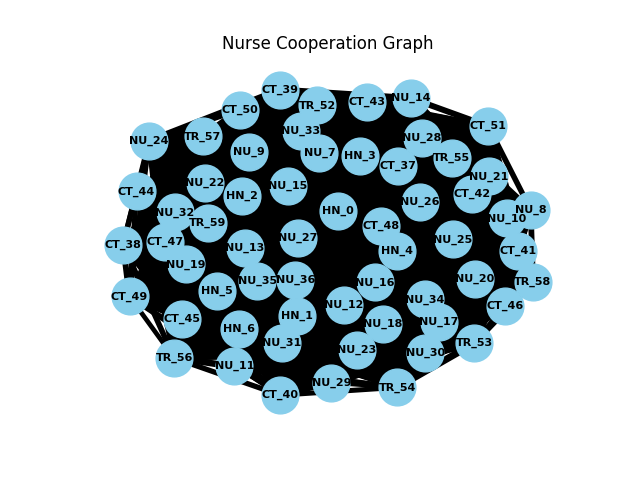 Nurse Cooperation Graph
CT_39
CT_50
TR_52
CT_43
NU_14
NU_24
TR_57
NU_33
NU_28
CT_51
NU_9
NU_7
HN_3
CT_37
TR_55
NU_21
CT_44
NU_22
HN_2
NU_15
CT_42
NU_32
TR_59
HN_0
NU_26
NU_10
NU_8
CT_38
CT_47
NU_13
NU_27
CT_48
HN_4
NU_25
CT_41
NU_19
NU_35
NU_36
NU_16
NU_20
TR_58
CT_49
HN_5
NU_12
NU_34
CT_46
CT_45
HN_6
HN_1
NU_18
NU_17
NU_31
TR_56
NU_11
NU_23
NU_30
TR_53
CT_40
NU_29
TR_54